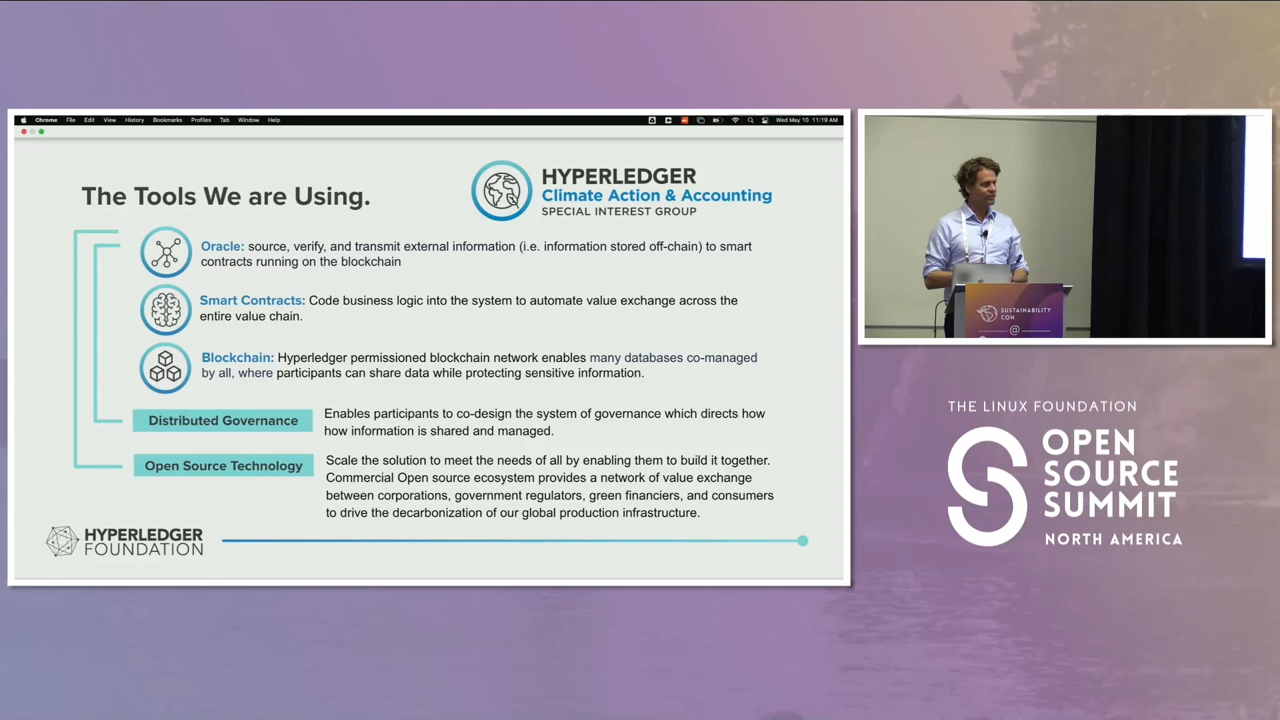 Chrome File Edit View History Bookmarks Profiles Tab Window Help
Wed May 10 11:19 AM
The Tools We are Using.
HYPERLEDGER
Climate Action & Accounting
SPECIAL INTEREST GROUP
Oracle: source, verify, and transmit external information (i.e. information stored off-chain) to smart
contracts running on the blockchain
Smart Contracts: Code business logic into the system to automate value exchange across the
entire value chain.
Blockchain: Hyperledger permissioned blockchain network enables many databases co-managed
by all, where participants can share data while protecting sensitive information.
Distributed Governance
Enables participants to co-design the system of governance which directs how
how information is shared and managed.
Open Source Technology
Scale the solution to meet the needs of all by enabling them to build it together.
Commercial Open source ecosystem provides a network of value exchange
between corporations, government regulators, green financiers, and consumers
to drive the decarbonization of our global production infrastructure.
HYPERLEDGER
FOUNDATION
SUSTAINABILITY
CON
@
THE LINUX FOUNDATION
OPEN
SOURCE
SUMMIT
NORTH AMERICA